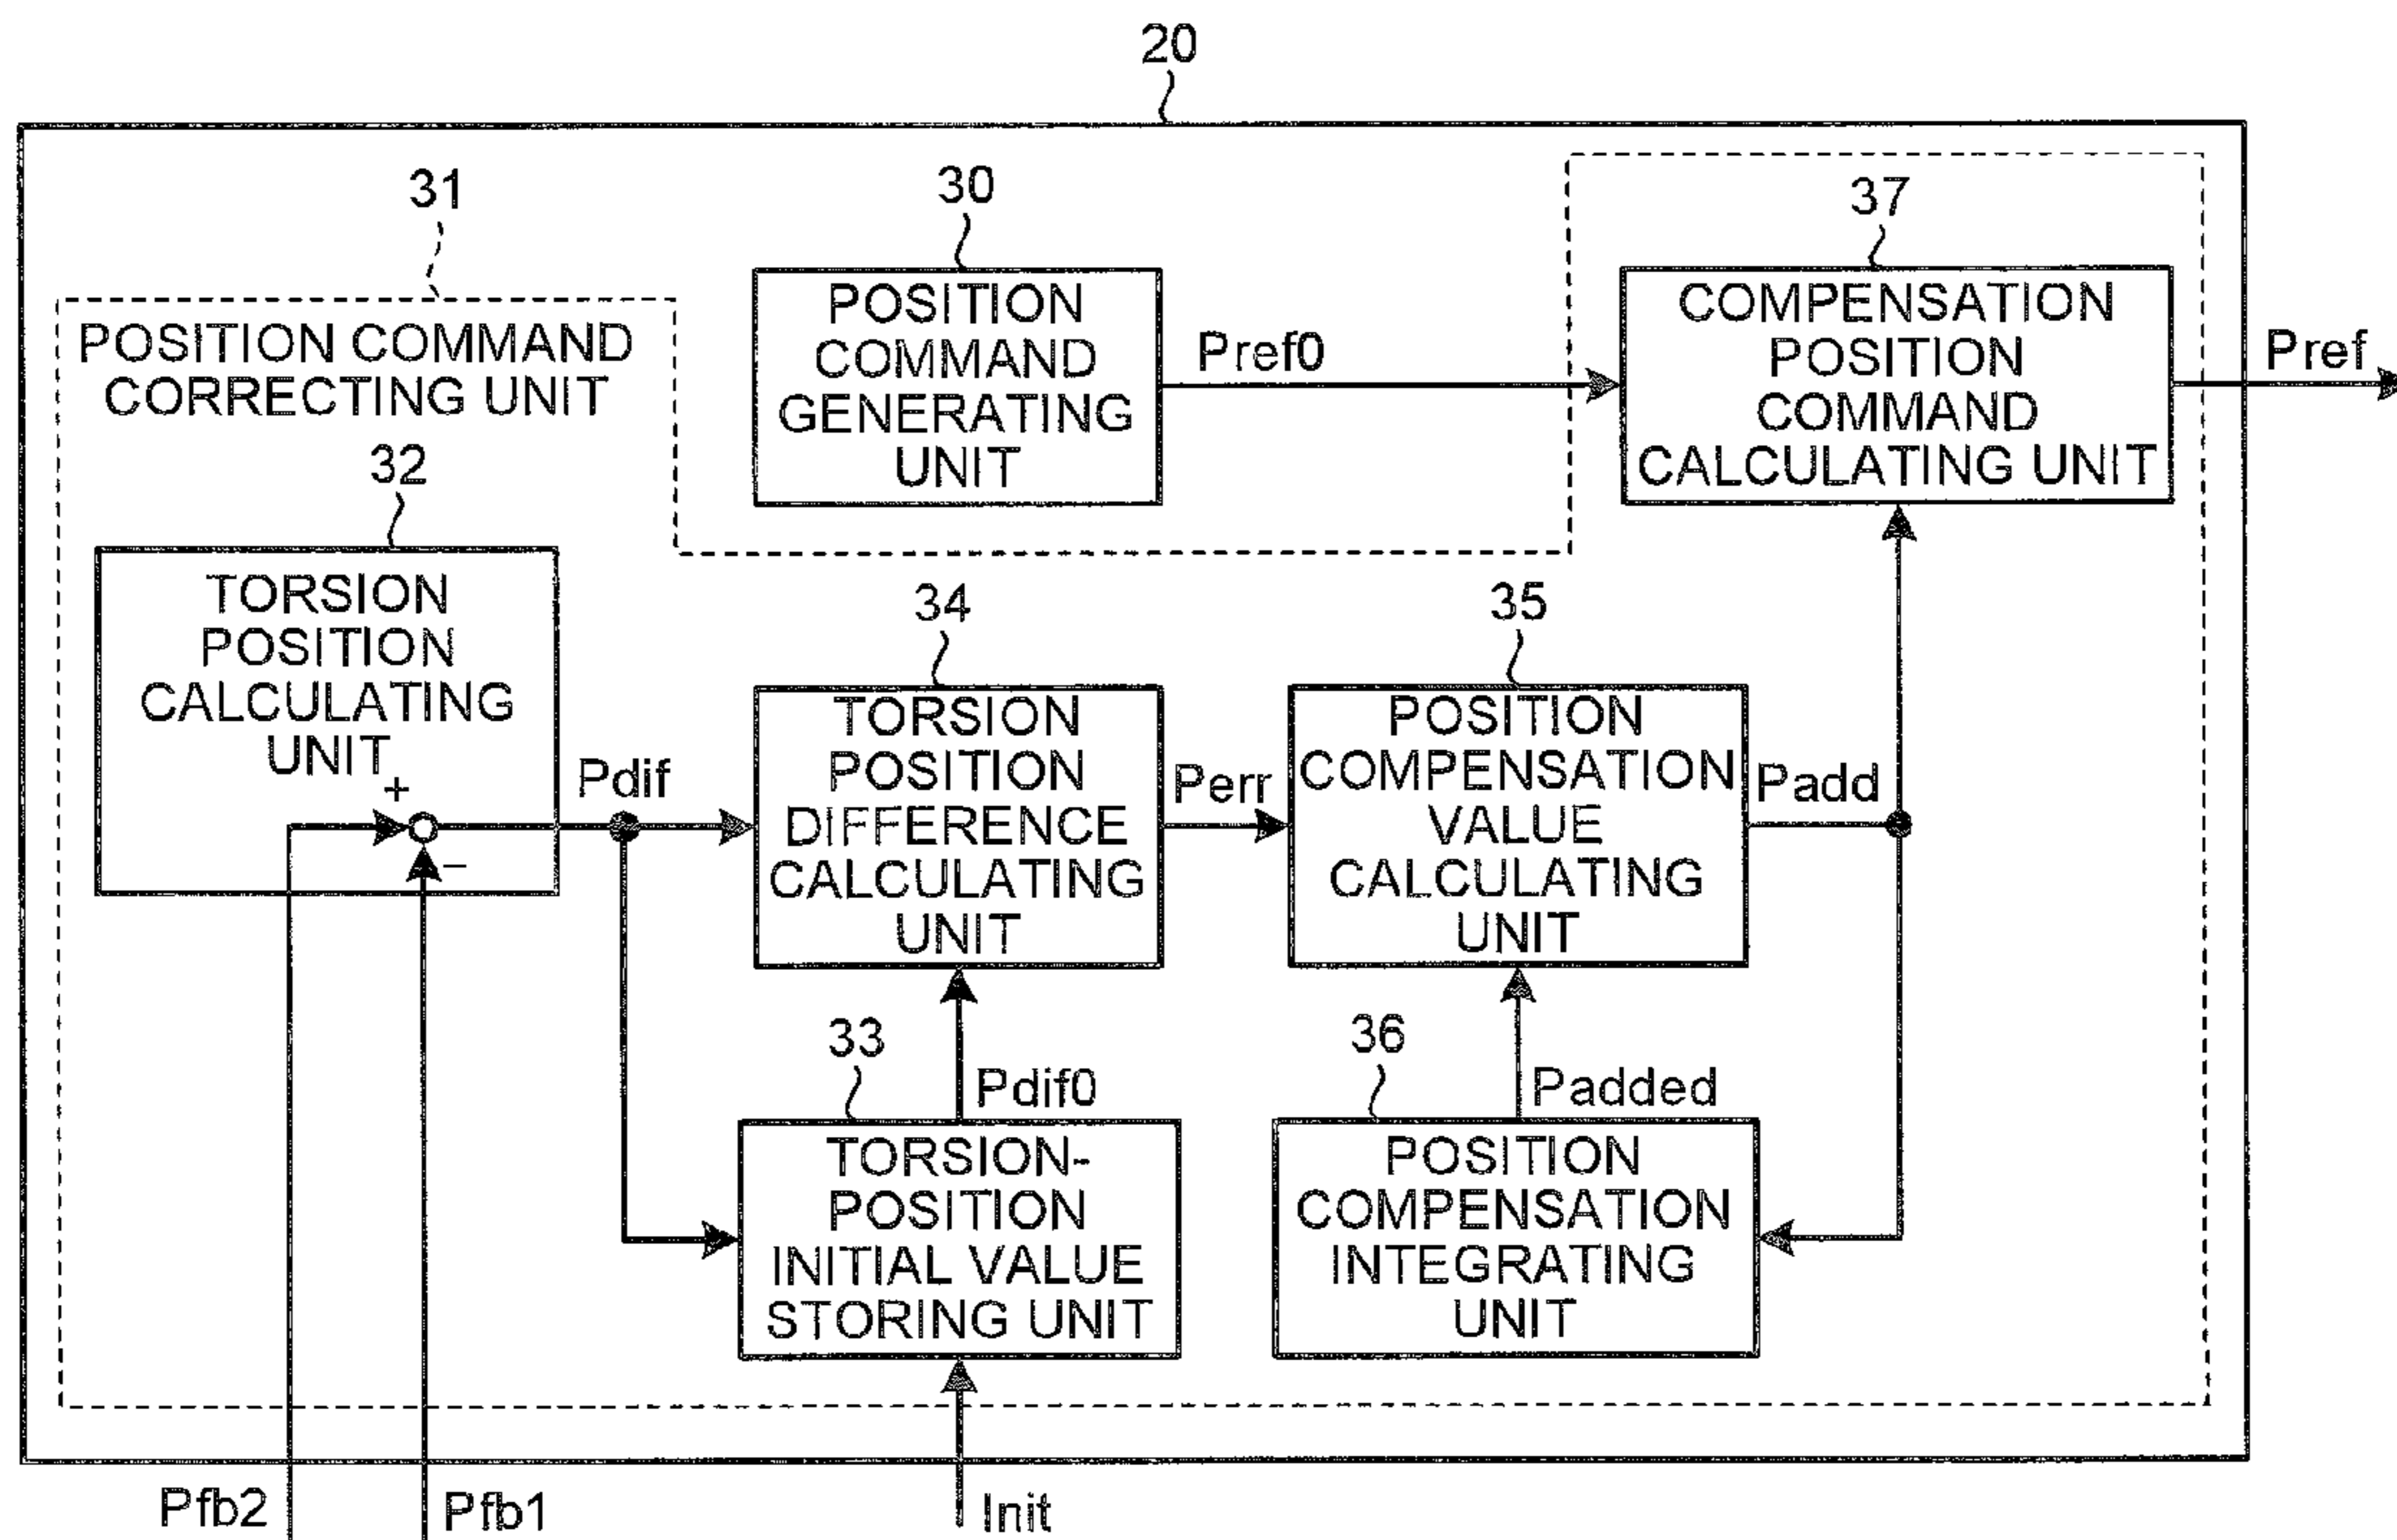 20
31
30
37
POSITION COMMAND
CORRECTING UNIT
POSITION
COMMAND
GENERATING
UNIT
Pref0
COMPENSATION
POSITION
COMMAND
CALCULATING UNIT
Pref
32
TORSION
POSITION
CALCULATING
UNIT
+
−
Pdif
34
TORSION
POSITION
DIFFERENCE
CALCULATING
UNIT
Perr
35
POSITION
COMPENSATION
VALUE
CALCULATING
UNIT
Padd
33
Pdif0
TORSION-
POSITION
INITIAL VALUE
STORING UNIT
36
Padded
POSITION
COMPENSATION
INTEGRATING
UNIT
Pfb2
Pfb1
Init